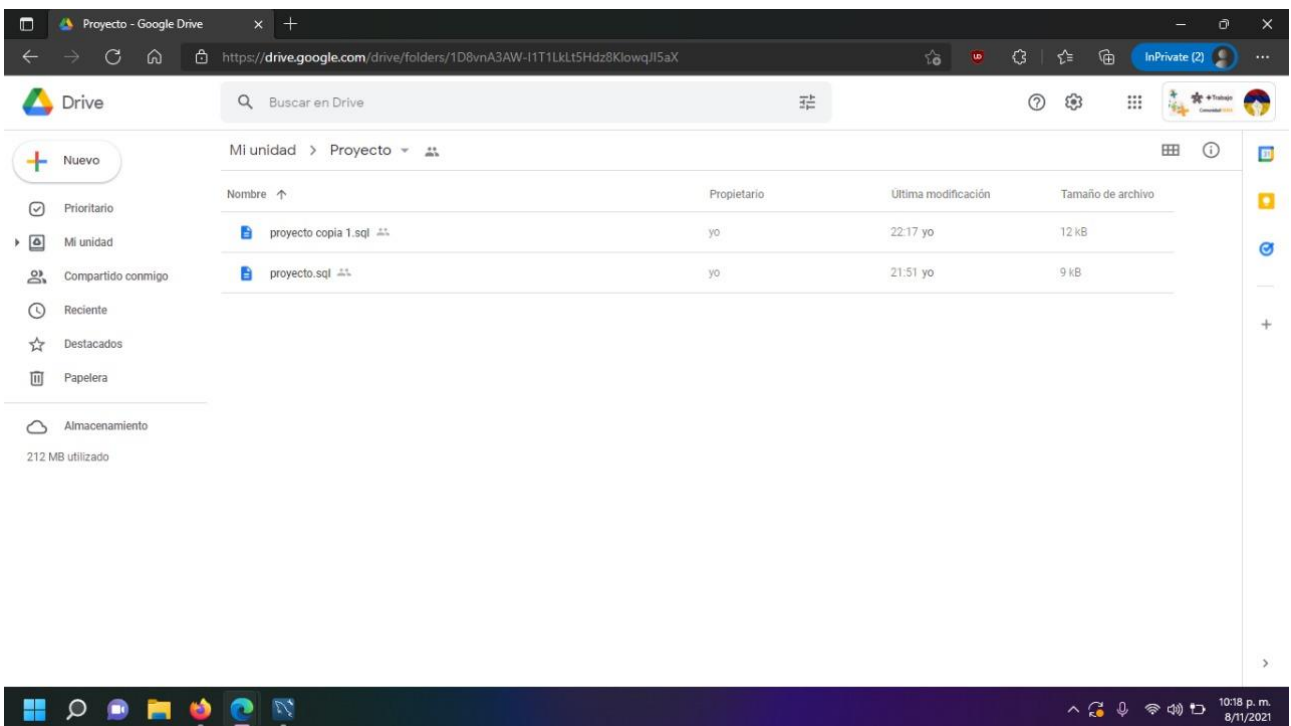 Proyecto - Google Drive
https://drive.google.com/drive/folders/1D8vnA3AW-I1T1LkLt5Hdz8KlowqJI5aX
InPrivate (2)
Drive
Buscar en Drive
+Trabajo
Nuevo
Mi unidad > Proyecto
Nombre Propietario Última modificación Tamaño de archivo
proyecto copia 1.sql yo 22:17 yo 12 kB
proyecto.sql yo 21:51 yo 9 kB
Prioritario
Mi unidad
Compartido conmigo
Reciente
Destacados
Papelera
Almacenamiento
212 MB utilizado
31
10:18 p. m.
8/11/2021